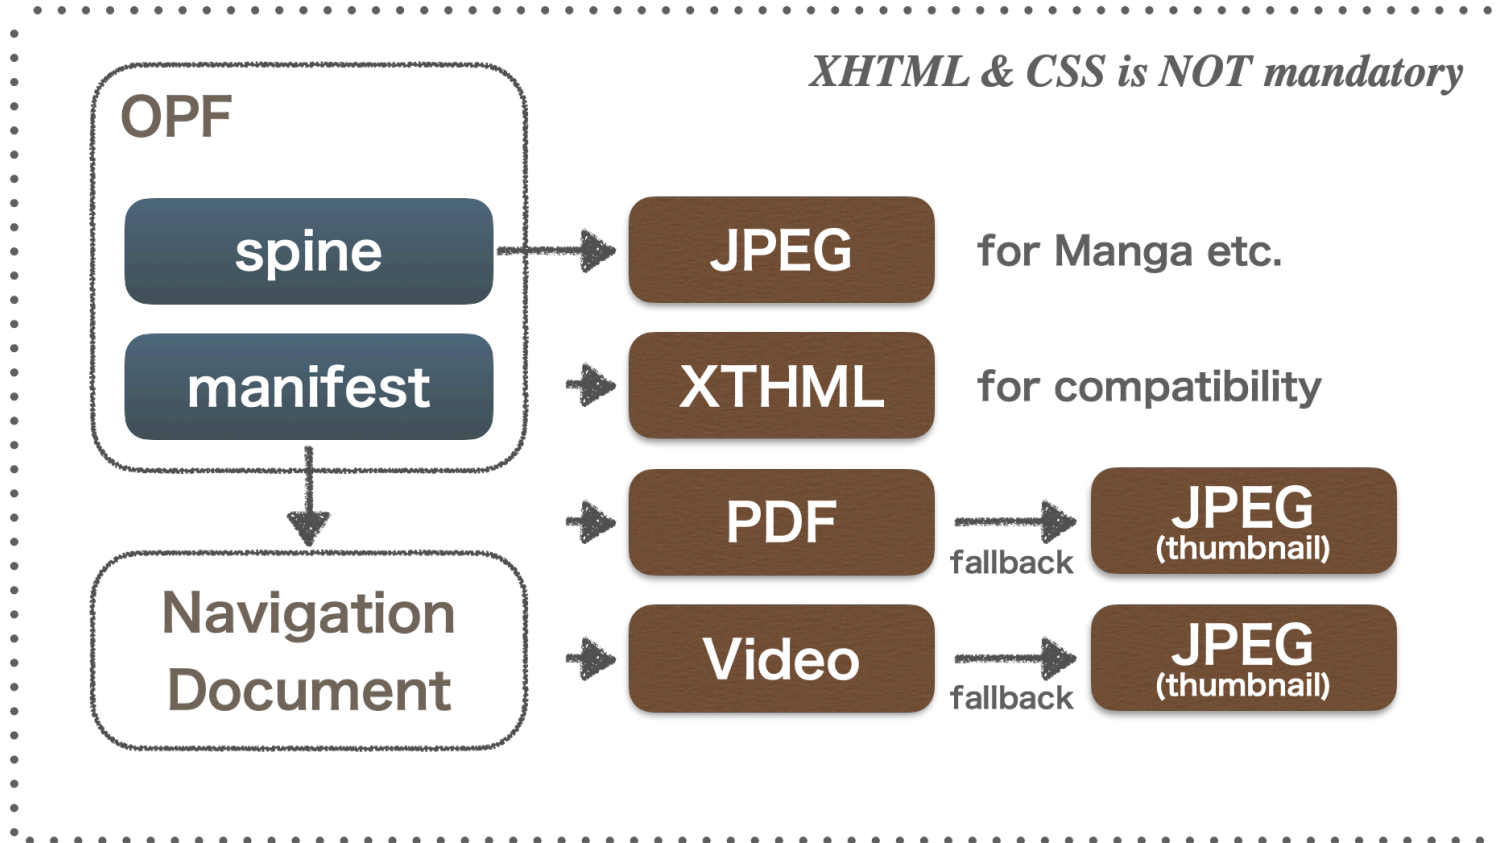 XHTML & CSS is NOT mandatory
OPF
spine
JPEG
for Manga etc.
manifest
XTHML
for compatibility
PDF
fallback
JPEG
(thumbnail)
Navigation
Document
Video
fallback
JPEG
(thumbnail)